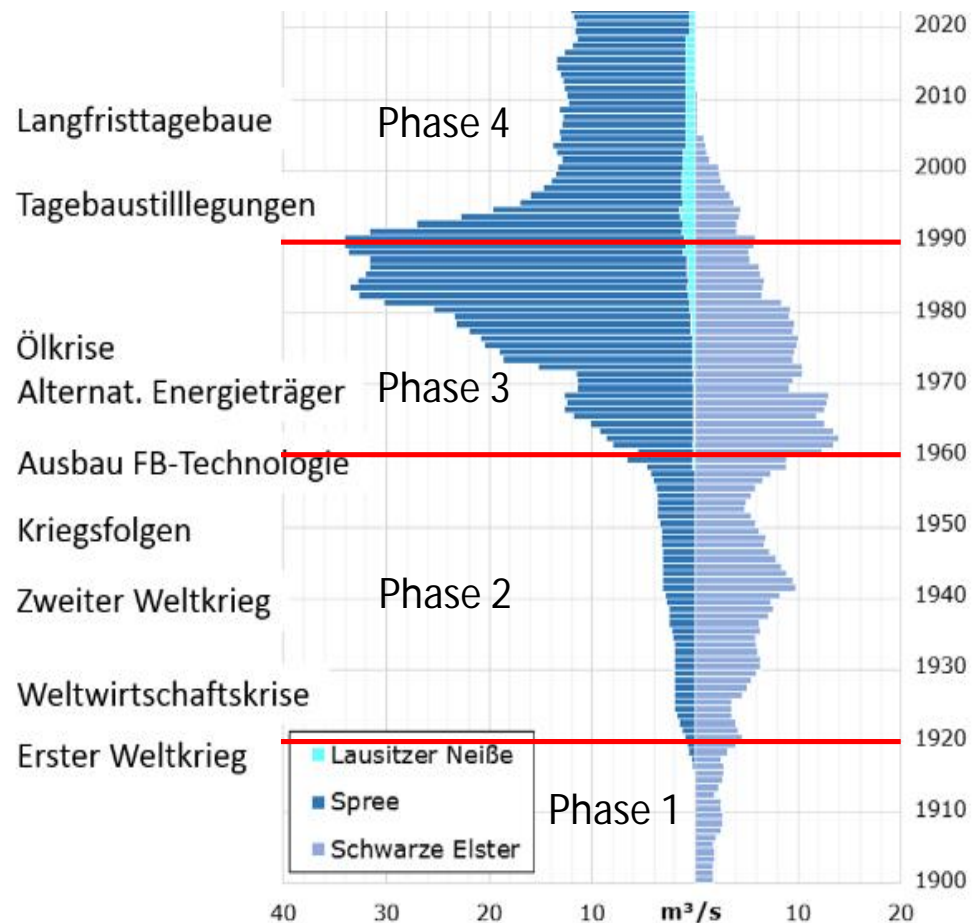 2020
Langfristtagebaue
Phase 4
2010
2000
Tagebaustilllegungen
1990
1980
Ölkrise
Alternat. Energieträger
Phase 3
1970
Ausbau FB-Technologie
1960
Kriegsfolgen
1950
Zweiter Weltkrieg
Phase 2
1940
1930
Weltwirtschaftskrise
Erster Weltkrieg
1920
Lausitzer Neiße
Spree
Schwarze Elster
Phase 1
1910
1900
40 30 20 10 m³/s 10 20